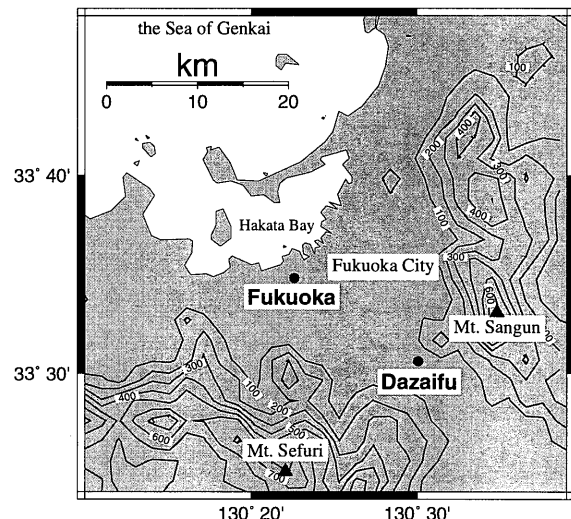 the Sea of Genkai
km
0 10 20
100
400
200
33° 40'
300
400
Hakata Bay
100
Fukuoka City
300
Fukuoka
600
Mt. Sangun
33° 30'
300
100
Dazaifu
400
200
200
600
Mt. Sefuri
700
130° 20' 130° 30'